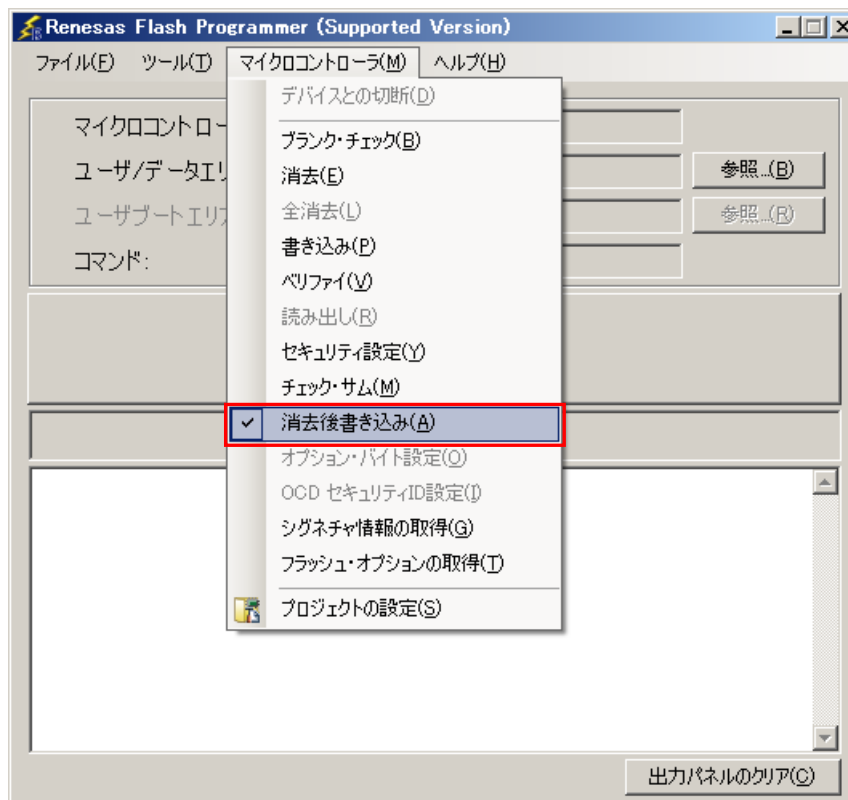 Renesas Flash Programmer (Supported Version)
ファイル(F) ツール(T) マイクロコントローラ(M) ヘルプ(H)
デバイスとの切断(D)
マイクロコントロー
ブランク・チェック(B)
ユーザ/データエリ
消去(E)
参照...(B)
ユーザブートエリア
全消去(L)
参照...(R)
書き込み(P)
コマンド:
ベリファイ(V)
読み出し(R)
セキュリティ設定(Y)
チェック・サム(M)
消去後書き込み(A)
オプション・バイト設定(O)
OCD セキュリティID設定(I)
シグネチャ情報の取得(G)
フラッシュ・オプションの取得(T)
プロジェクトの設定(S)
出力パネルのクリア(C)